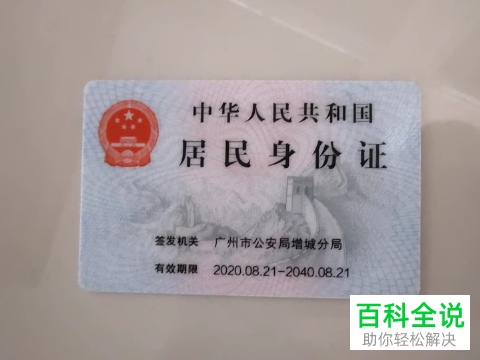 中华人民共和国
居民身份证
签发机关 广州市公安局增城分局
有效期限 2020.08.21-2040.08.21
百科全说
助你轻松解决